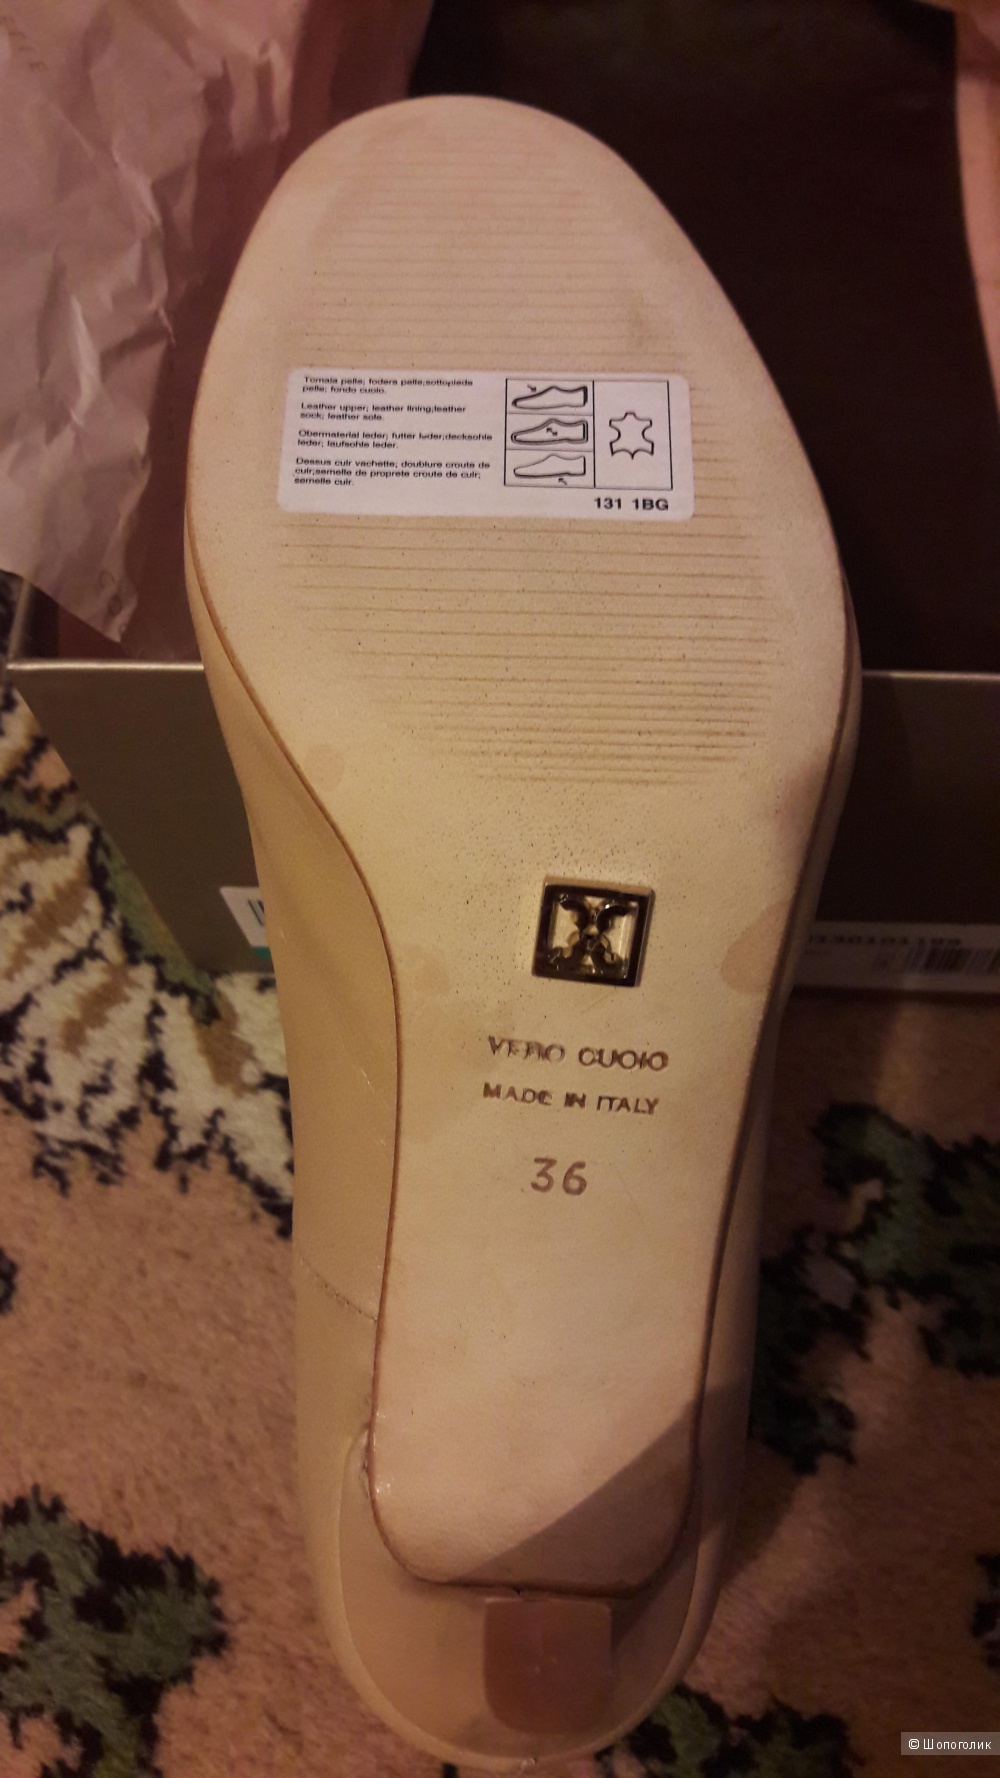 Tomaia pelle; fodera pelle;sottopiede
pelle; fondo cuoio.
Leather upper; leather lining;leather
sock; leather sole.
Obermaterial leder; futter luder;decksohle
leder; laufsohle leder.
Dessus cuir vachette; doublure croute de
cuir;semelle de proprete croute de cuir;
semelle cuir.
131 1BG
VERO CUOIO
MADE IN ITALY
36
© Шопоголик